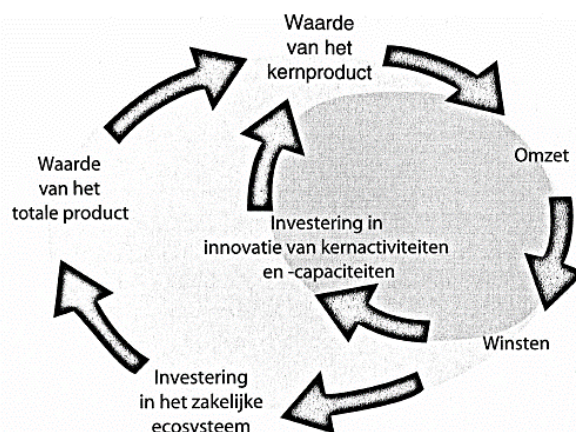 Waarde
van het
kernproduct
Omzet
Waarde
van het
totale product
Investering in
innovatie van kernactiviteiten
en -capaciteiten
Winsten
Investering
in het zakelijke
ecosysteem